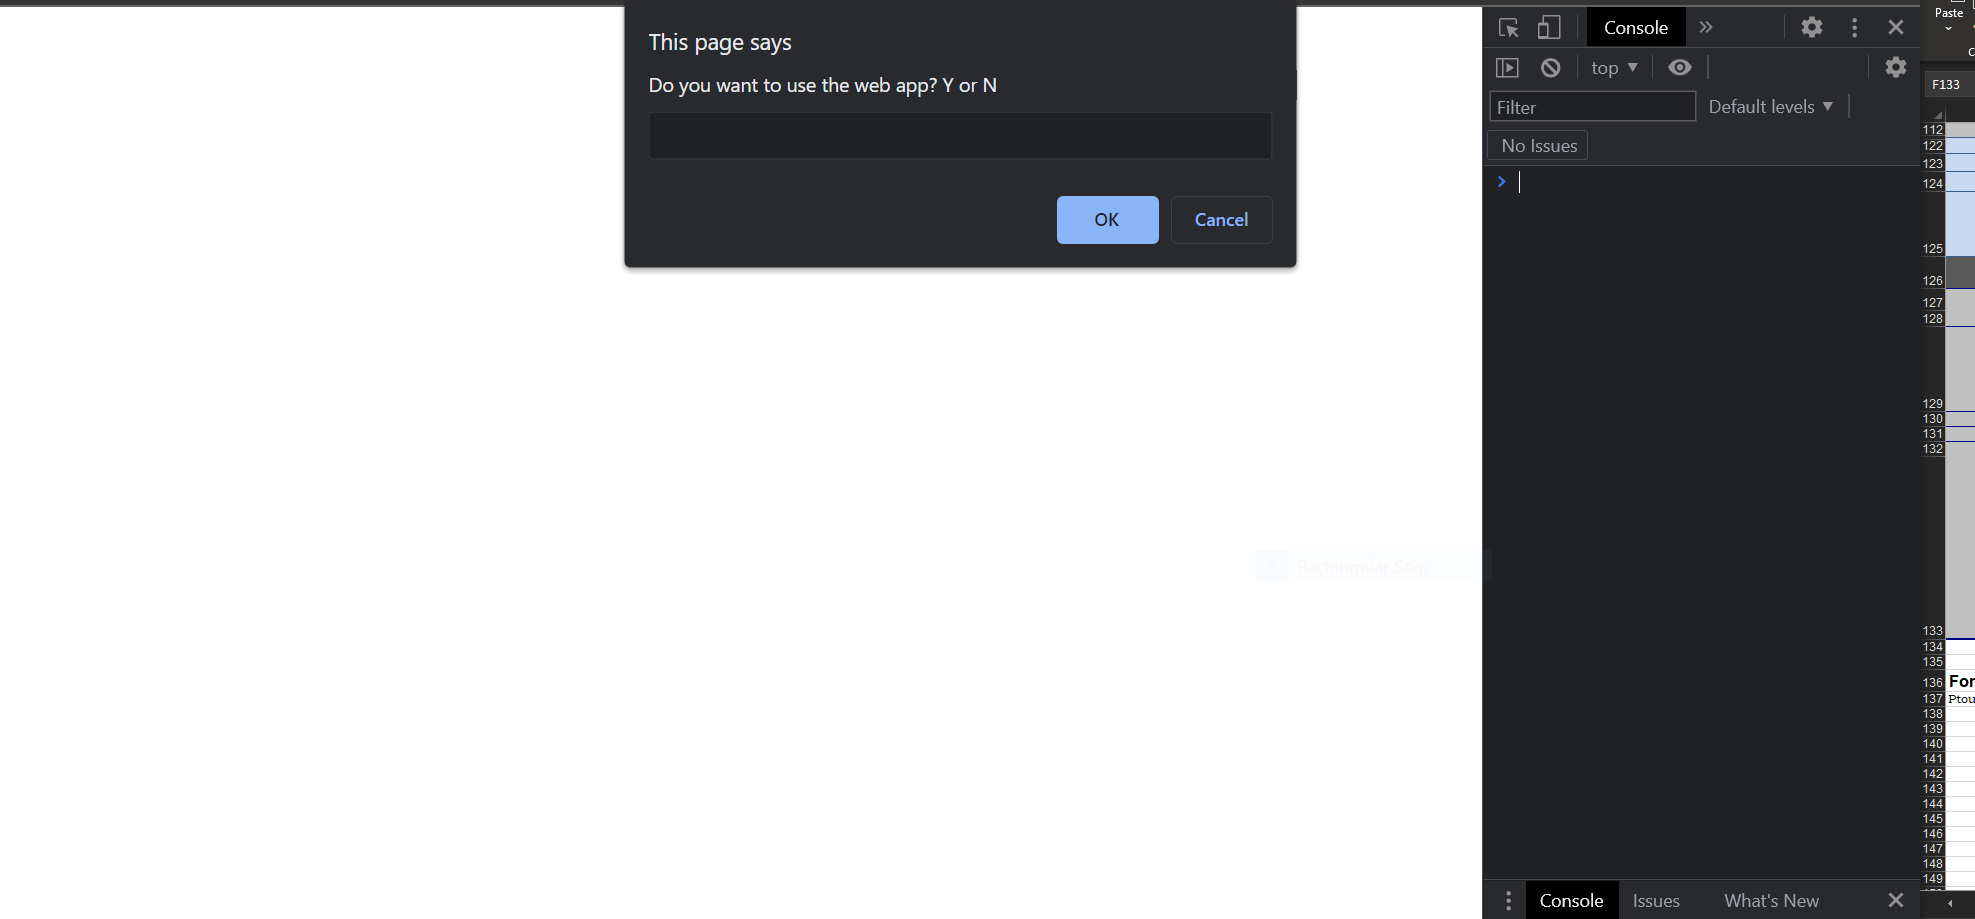 This page says
Do you want to use the web app? Y or N
OK
Cancel
Rectangular Snip
Console
top
Filter
Default levels
No Issues
Console
Issues
What's New
Paste
F133
112
122
123
124
125
126
127
128
129
130
131
132
133
134
135
136 For
137 Ptou
138
139
140
141
142
143
144
145
146
147
148
149